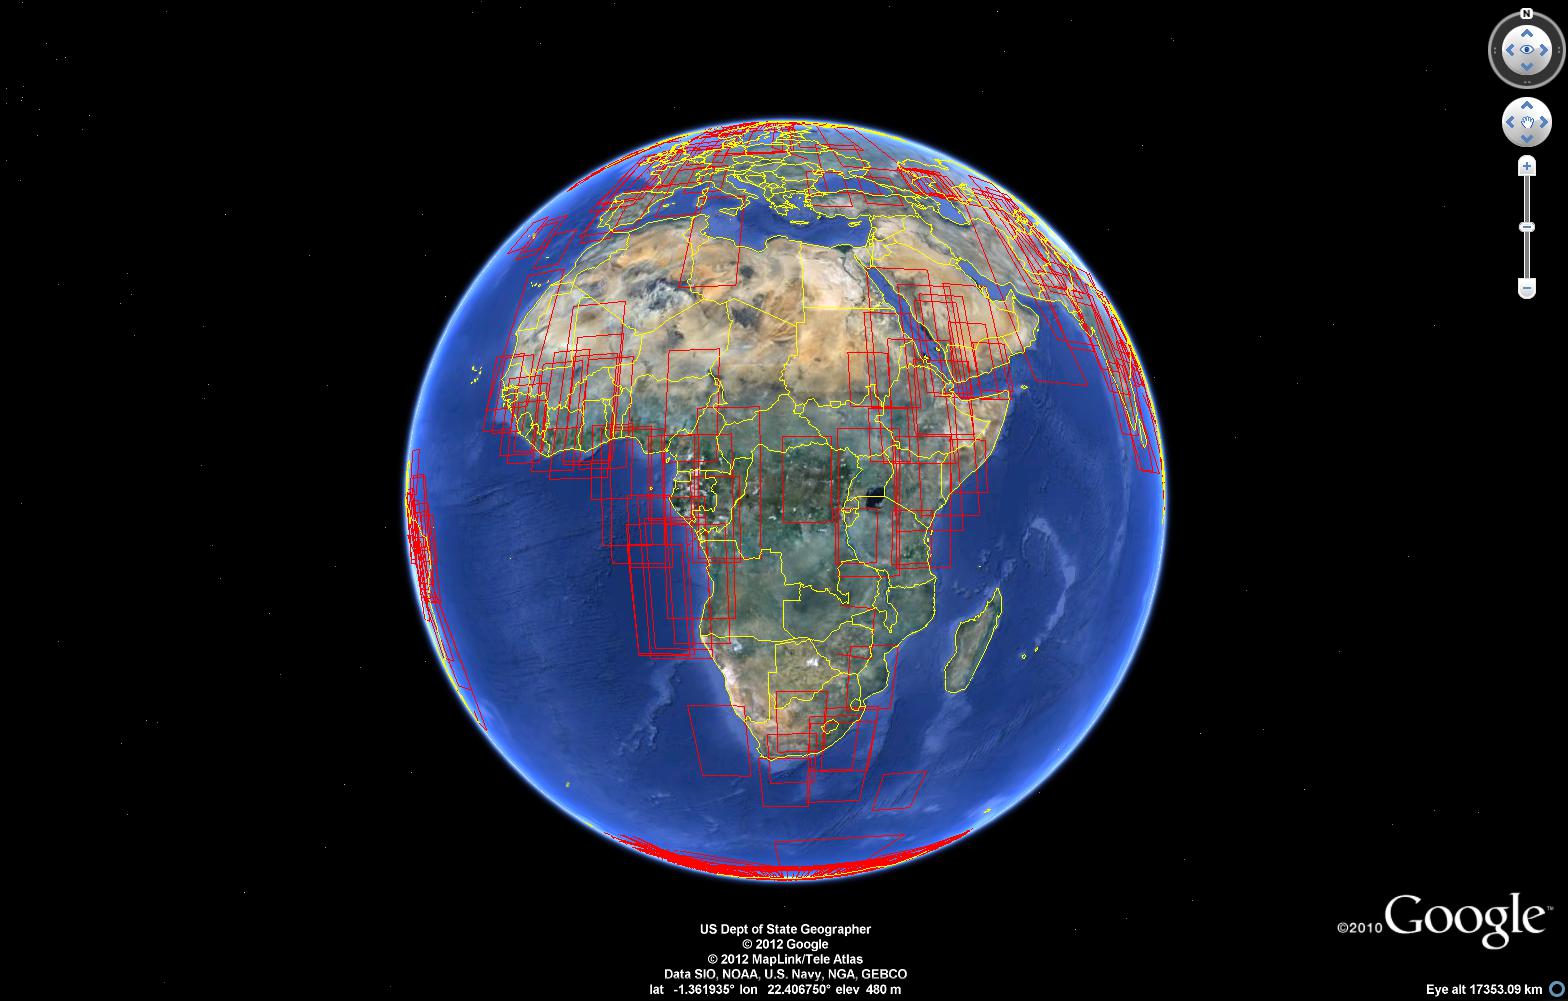 N
©2010 Google™
US Dept of State Geographer
© 2012 Google
© 2012 MapLink/Tele Atlas
Data SIO, NOAA, U.S. Navy, NGA, GEBCO
lat -1.361935° lon 22.406750° elev 480 m
Eye alt 17353.09 km